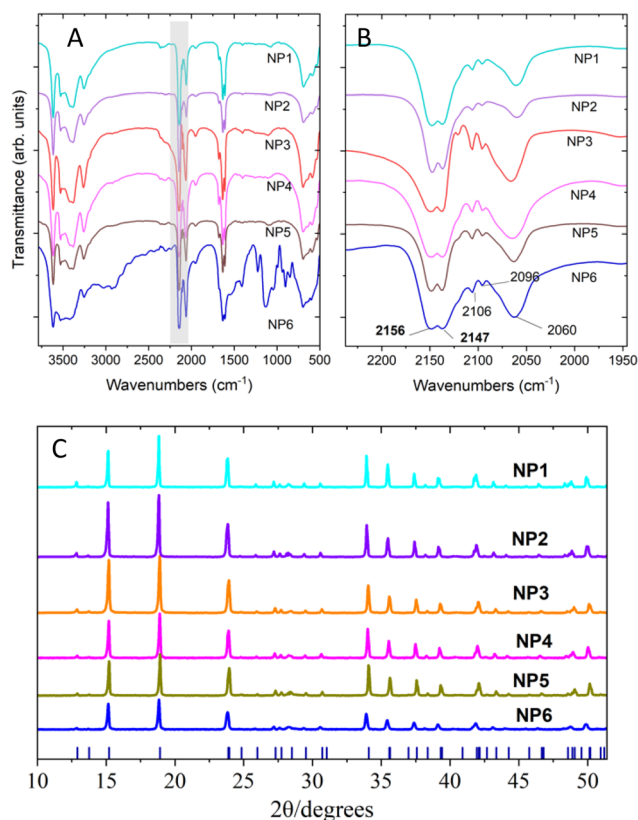 A
B
NP1
NP2
NP3
NP4
NP5
NP6
Transmittance (arb. units)
3500 3000 2500 2000 1500 1000 500
Wavenumbers (cm⁻¹)
NP1
NP2
NP3
NP4
NP5
NP6
2096
2106
2156
2147
2060
2200 2150 2100 2050 2000 1950
Wavenumbers (cm⁻¹)
C
NP1
NP2
NP3
NP4
NP5
NP6
10 15 20 25 30 35 40 45 50
2θ/degrees